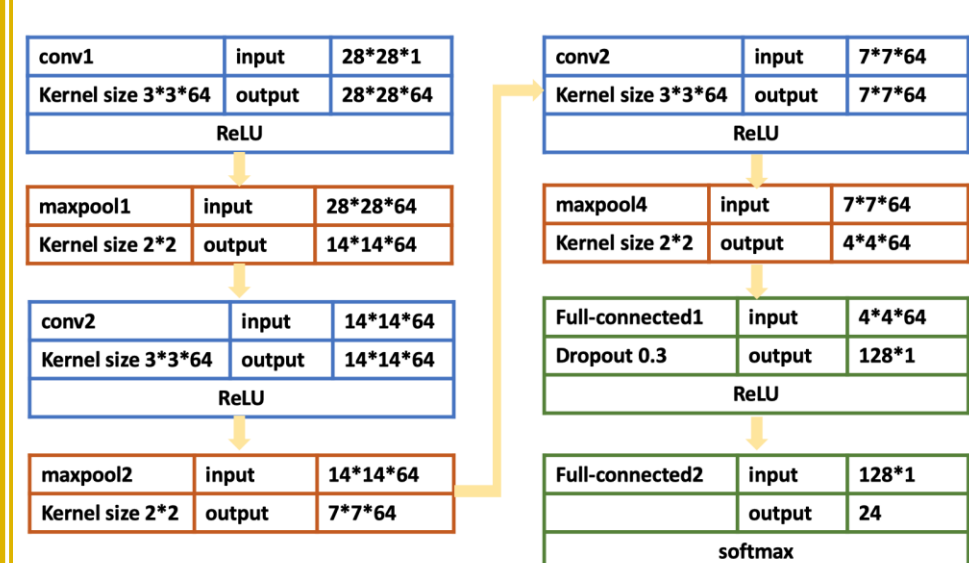 conv1 input 28*28*1
Kernel size 3*3*64 output 28*28*64
ReLU
maxpool1 input 28*28*64
Kernel size 2*2 output 14*14*64
conv2 input 14*14*64
Kernel size 3*3*64 output 14*14*64
ReLU
maxpool2 input 14*14*64
Kernel size 2*2 output 7*7*64
conv2 input 7*7*64
Kernel size 3*3*64 output 7*7*64
ReLU
maxpool4 input 7*7*64
Kernel size 2*2 output 4*4*64
Full-connected1 input 4*4*64
Dropout 0.3 output 128*1
ReLU
Full-connected2 input 128*1
output 24
softmax